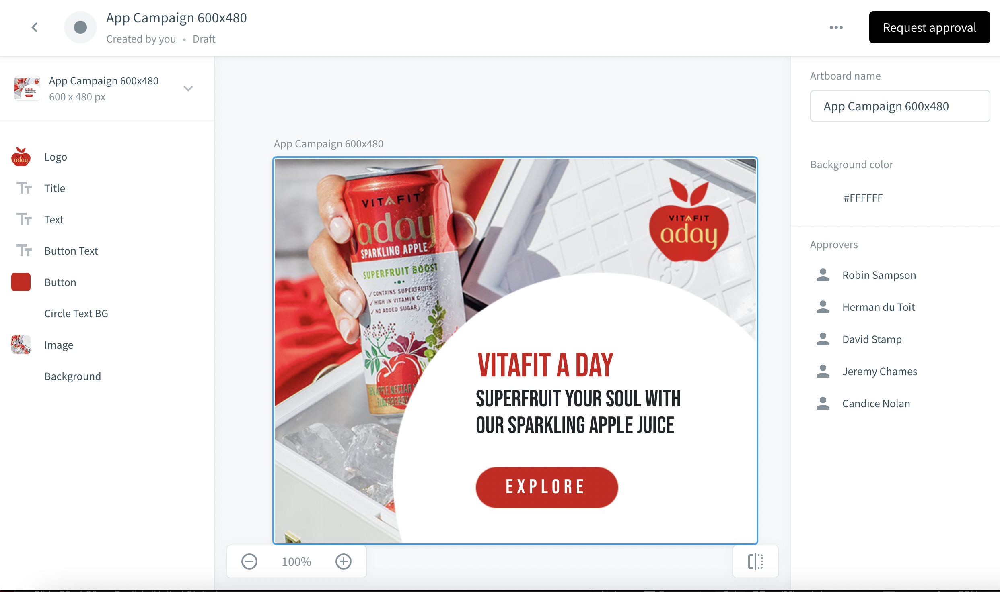 App Campaign 600x480
Created by you • Draft
Request approval
App Campaign 600x480
600 x 480 px
Logo
Title
Text
Button Text
Button
Circle Text BG
Image
Background
App Campaign 600x480
VITAFIT
aday
SPARKLING APPLE
SUPERFRUIT BOOST
✓ CONTAINS SUPERFRUITS
✓ HIGH IN VITAMIN C
✓ NO ADDED SUGAR
VITAFIT
aday
VITAFIT A DAY
SUPERFRUIT YOUR SOUL WITH
OUR SPARKLING APPLE JUICE
EXPLORE
100%
Artboard name
App Campaign 600x480
Background color
#FFFFFF
Approvers
Robin Sampson
Herman du Toit
David Stamp
Jeremy Chames
Candice Nolan